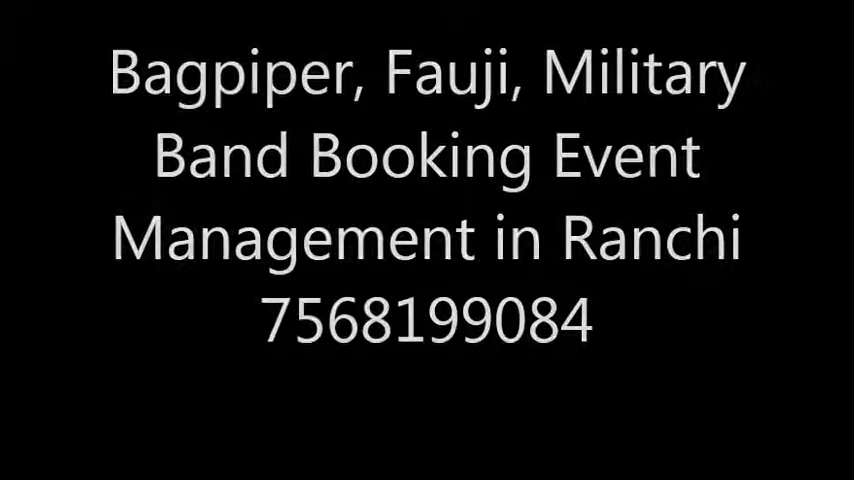 Bagpiper, Fauji, Military
Band Booking Event
Management in Ranchi
7568199084